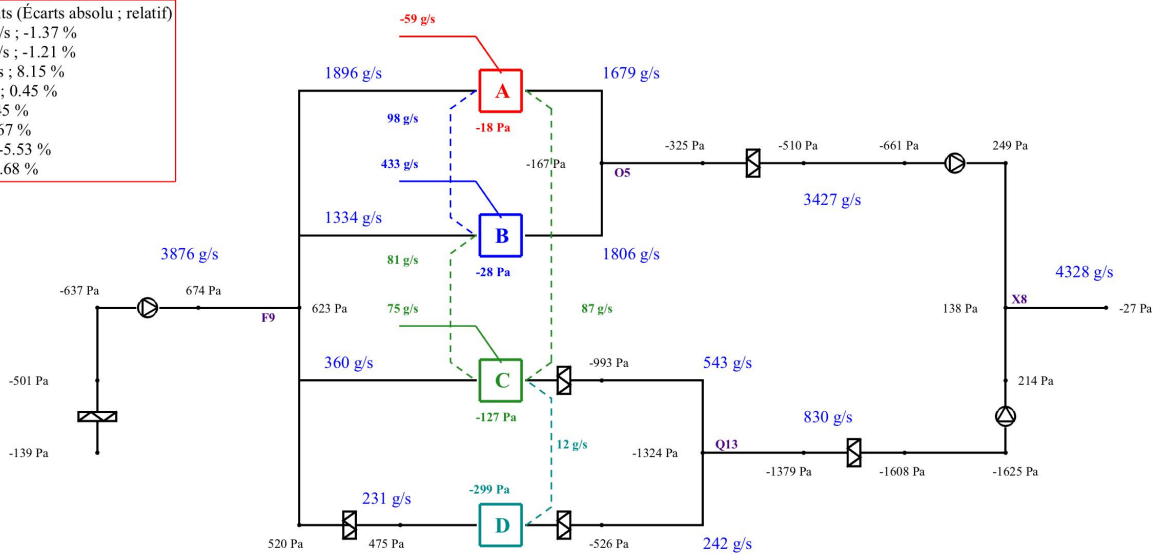 ts (Écarts absolu ; relatif)
/s ; -1.37 %
/s ; -1.21 %
s ; 8.15 %
; 0.45 %
45 %
67 %
-5.53 %
.68 %
-59 g/s
1896 g/s
A
1679 g/s
98 g/s
-18 Pa
433 g/s
-167 Pa
O5
-325 Pa
-510 Pa
-661 Pa
249 Pa
3427 g/s
1334 g/s
B
1806 g/s
81 g/s
-28 Pa
3876 g/s
4328 g/s
-637 Pa
674 Pa
F9
623 Pa
75 g/s
87 g/s
138 Pa
X8
-27 Pa
-501 Pa
360 g/s
C
-993 Pa
543 g/s
214 Pa
-127 Pa
830 g/s
-139 Pa
12 g/s
-1324 Pa
Q13
-1379 Pa
-1608 Pa
-1625 Pa
231 g/s
-299 Pa
D
520 Pa
475 Pa
-526 Pa
242 g/s